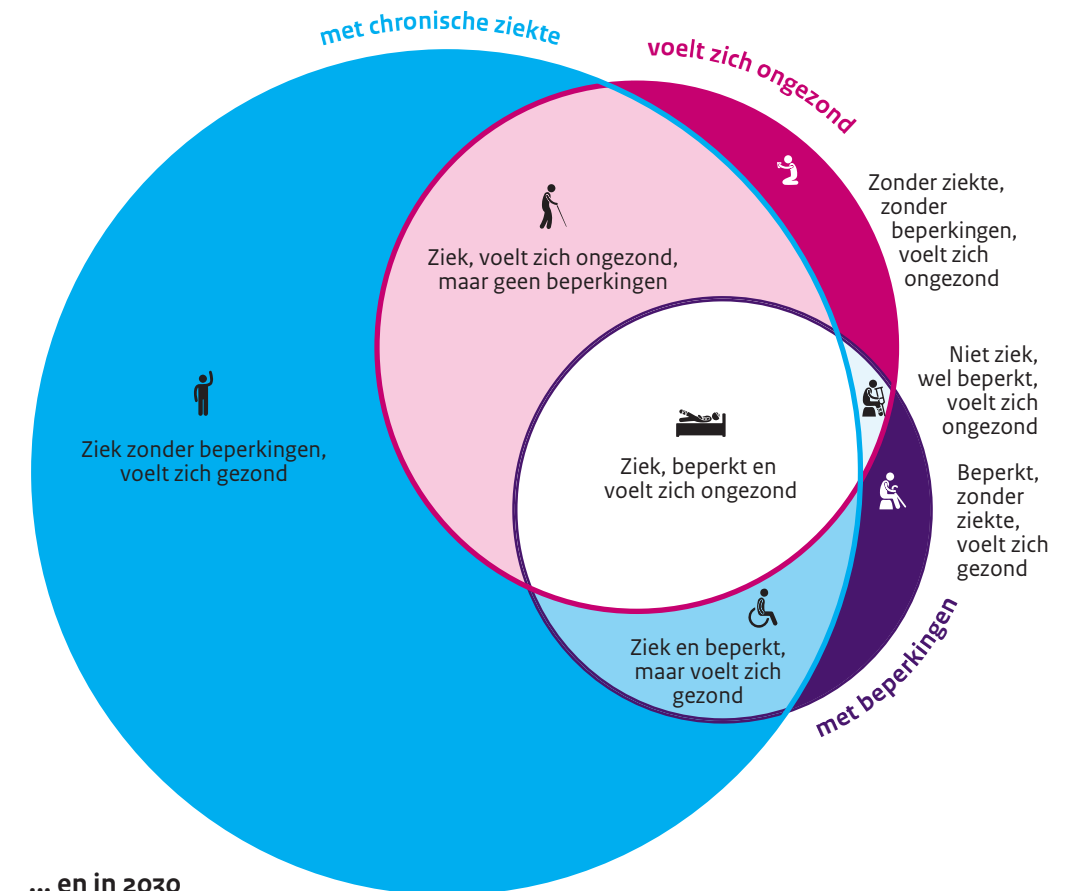 met chronische ziekte
voelt zich ongezond
Zonder ziekte,
zonder
beperkingen,
voelt zich
ongezond
Ziek, voelt zich ongezond,
maar geen beperkingen
Niet ziek,
wel beperkt,
voelt zich
ongezond
Ziek zonder beperkingen,
voelt zich gezond
Ziek, beperkt en
voelt zich ongezond
Beperkt,
zonder
ziekte,
voelt zich
gezond
Ziek en beperkt,
maar voelt zich
gezond
met beperkingen
... en in 2030